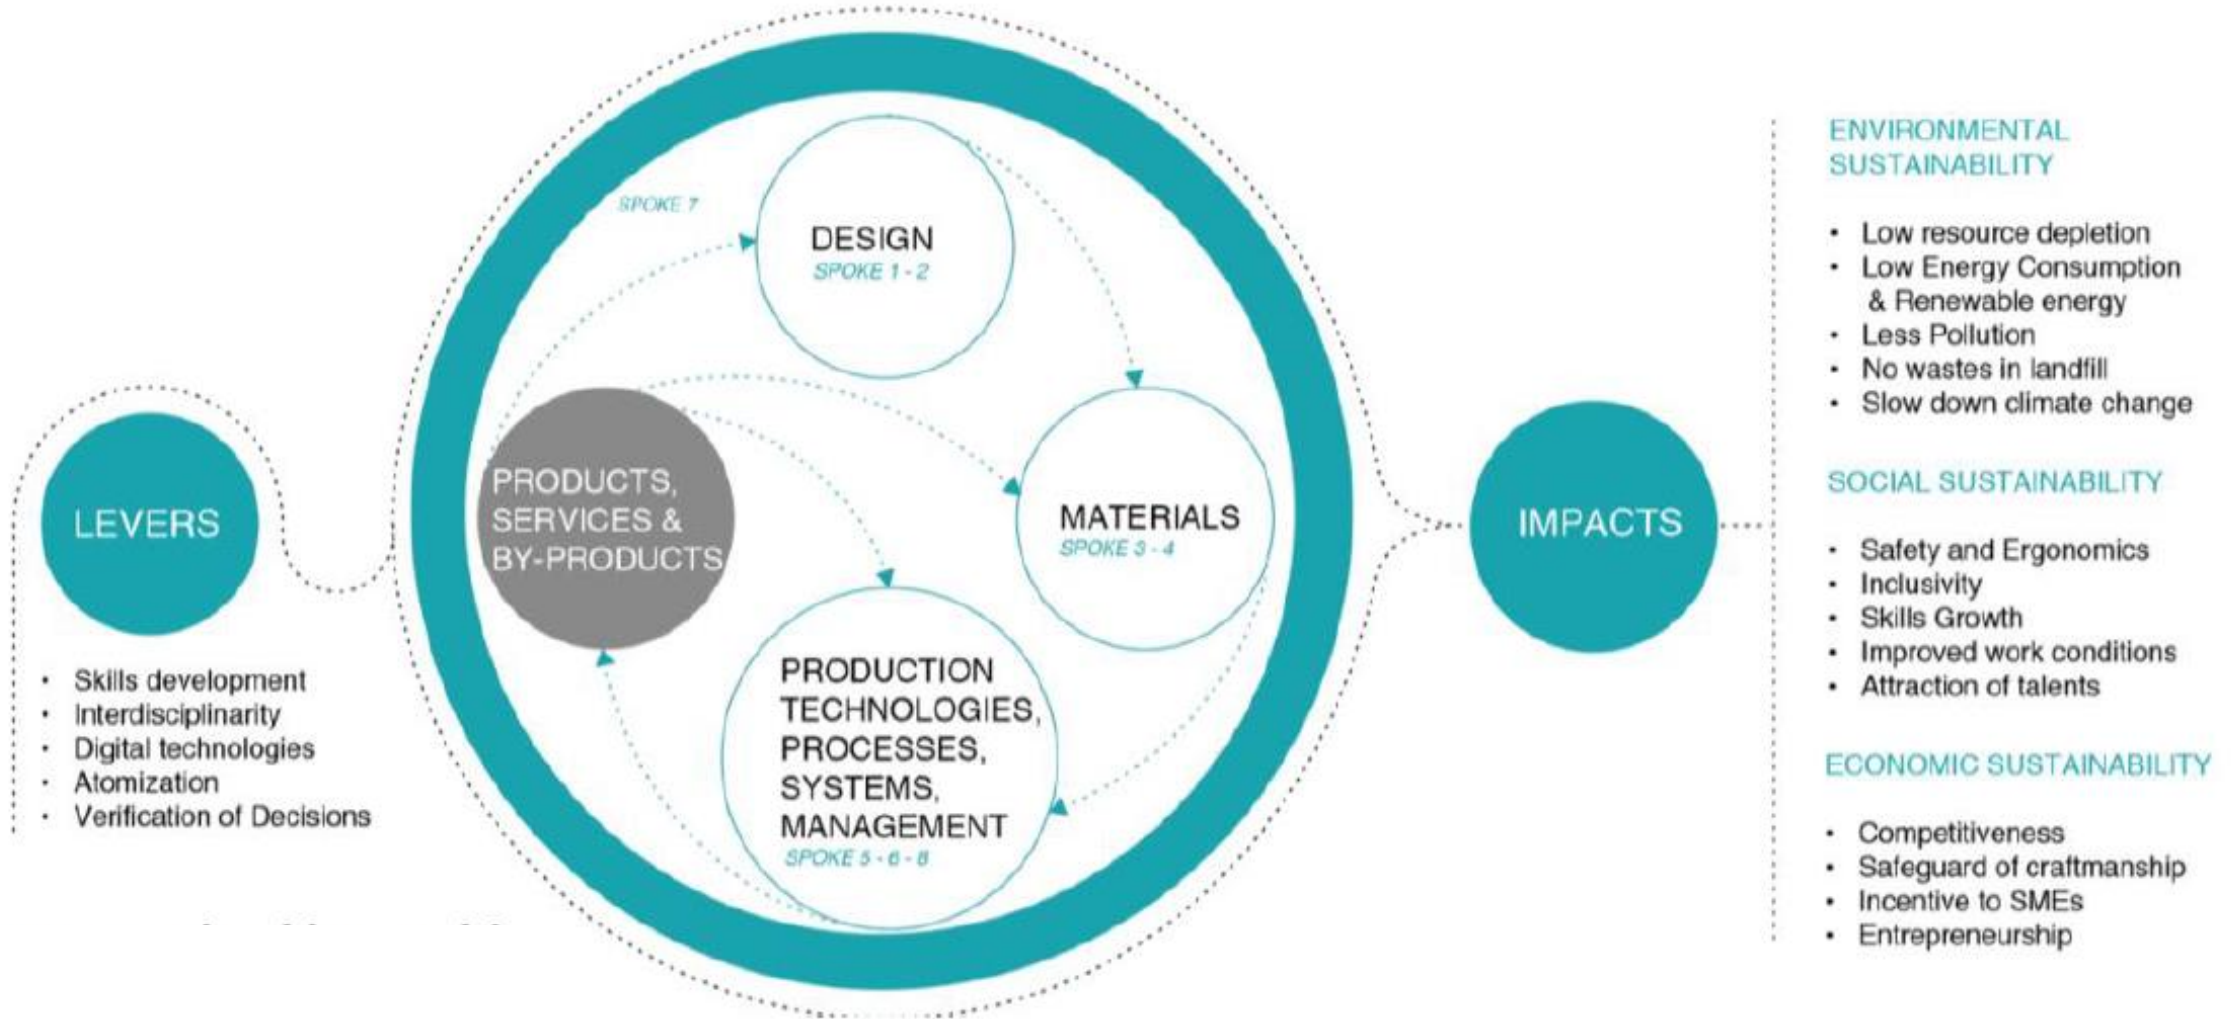 LEVERS
• Skills development
• Interdisciplinarity
• Digital technologies
• Atomization
• Verification of Decisions
SPOKE 7
DESIGN
SPOKE 1 - 2
PRODUCTS,
SERVICES &
BY-PRODUCTS
MATERIALS
SPOKE 3 - 4
PRODUCTION
TECHNOLOGIES,
PROCESSES,
SYSTEMS,
MANAGEMENT
SPOKE 5 - 6 - 8
IMPACTS
ENVIRONMENTAL
SUSTAINABILITY
• Low resource depletion
• Low Energy Consumption
& Renewable energy
• Less Pollution
• No wastes in landfill
• Slow down climate change
SOCIAL SUSTAINABILITY
• Safety and Ergonomics
• Inclusivity
• Skills Growth
• Improved work conditions
• Attraction of talents
ECONOMIC SUSTAINABILITY
• Competitiveness
• Safeguard of craftmanship
• Incentive to SMEs
• Entrepreneurship